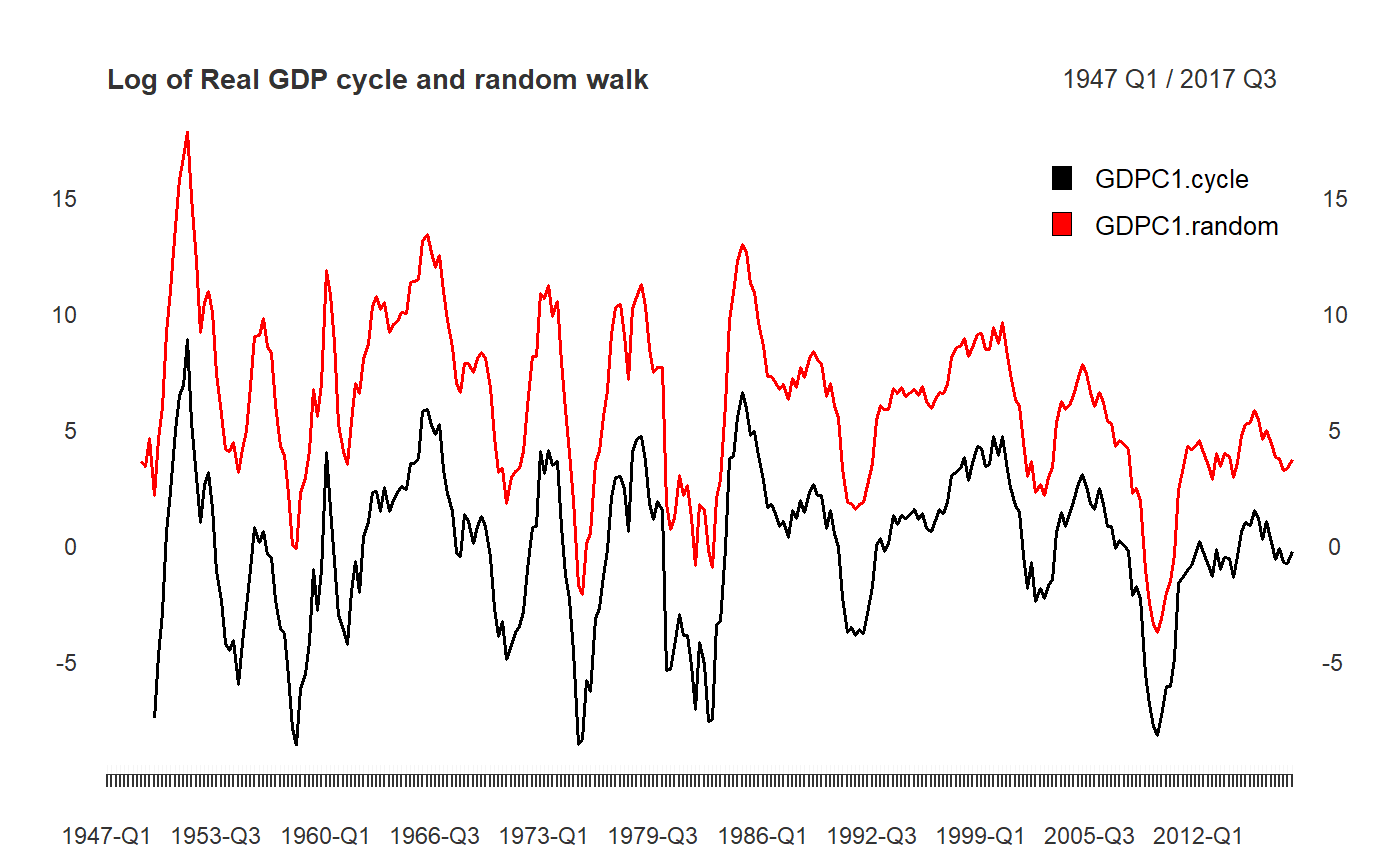 Log of Real GDP cycle and random walk 1947 Q1 / 2017 Q3
GDPC1.cycle
GDPC1.random
15 15
10 10
5 5
0 0
-5 -5
1947-Q1 1953-Q3 1960-Q1 1966-Q3 1973-Q1 1979-Q3 1986-Q1 1992-Q3 1999-Q1 2005-Q3 2012-Q1